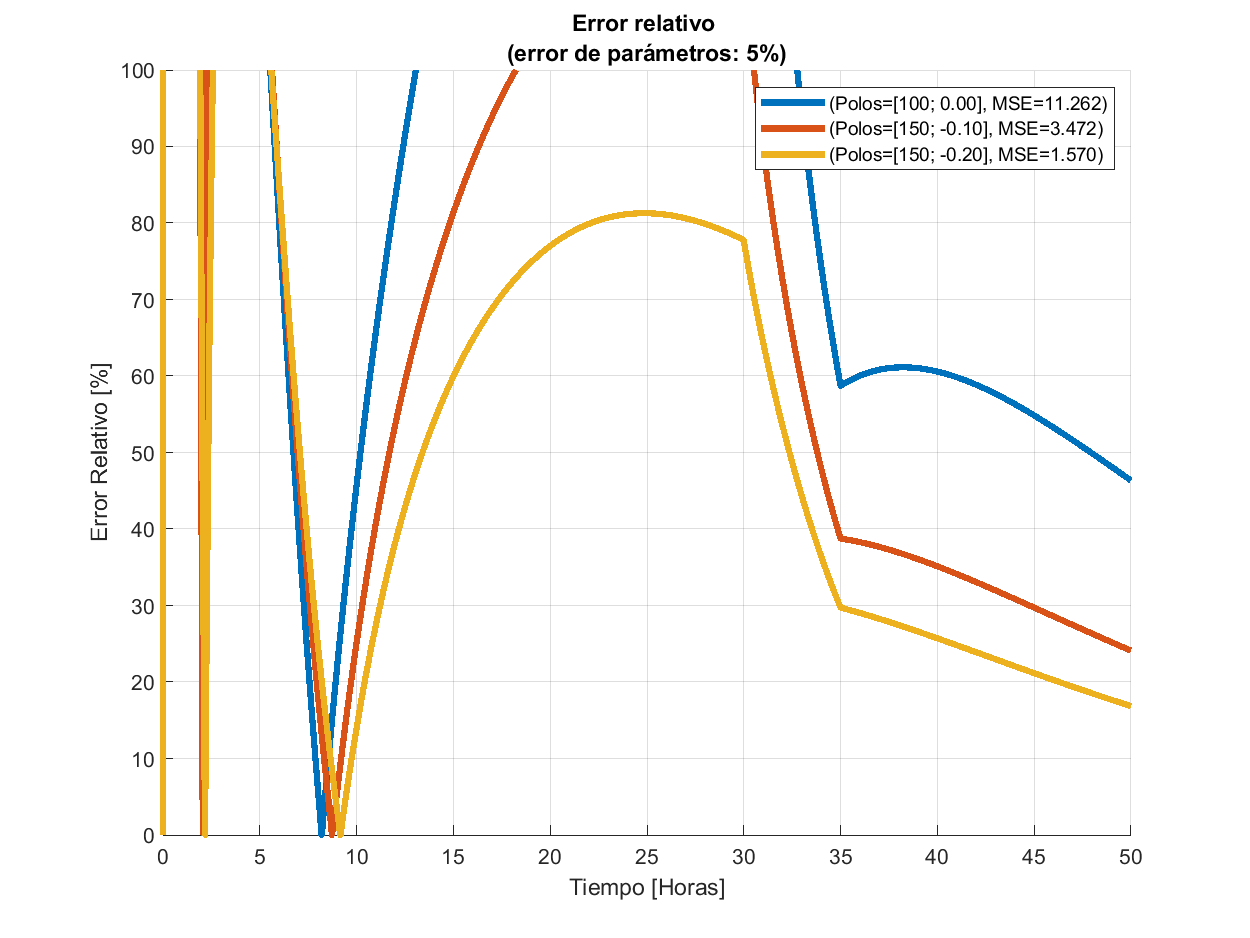 Error relativo
(error de parámetros: 5%)
100
90
80
70
60
50
40
30
20
10
0
Error Relativo [%]
(Polos=[100; 0.00], MSE=11.262)
(Polos=[150; -0.10], MSE=3.472)
(Polos=[150; -0.20], MSE=1.570)
0 5 10 15 20 25 30 35 40 45 50
Tiempo [Horas]